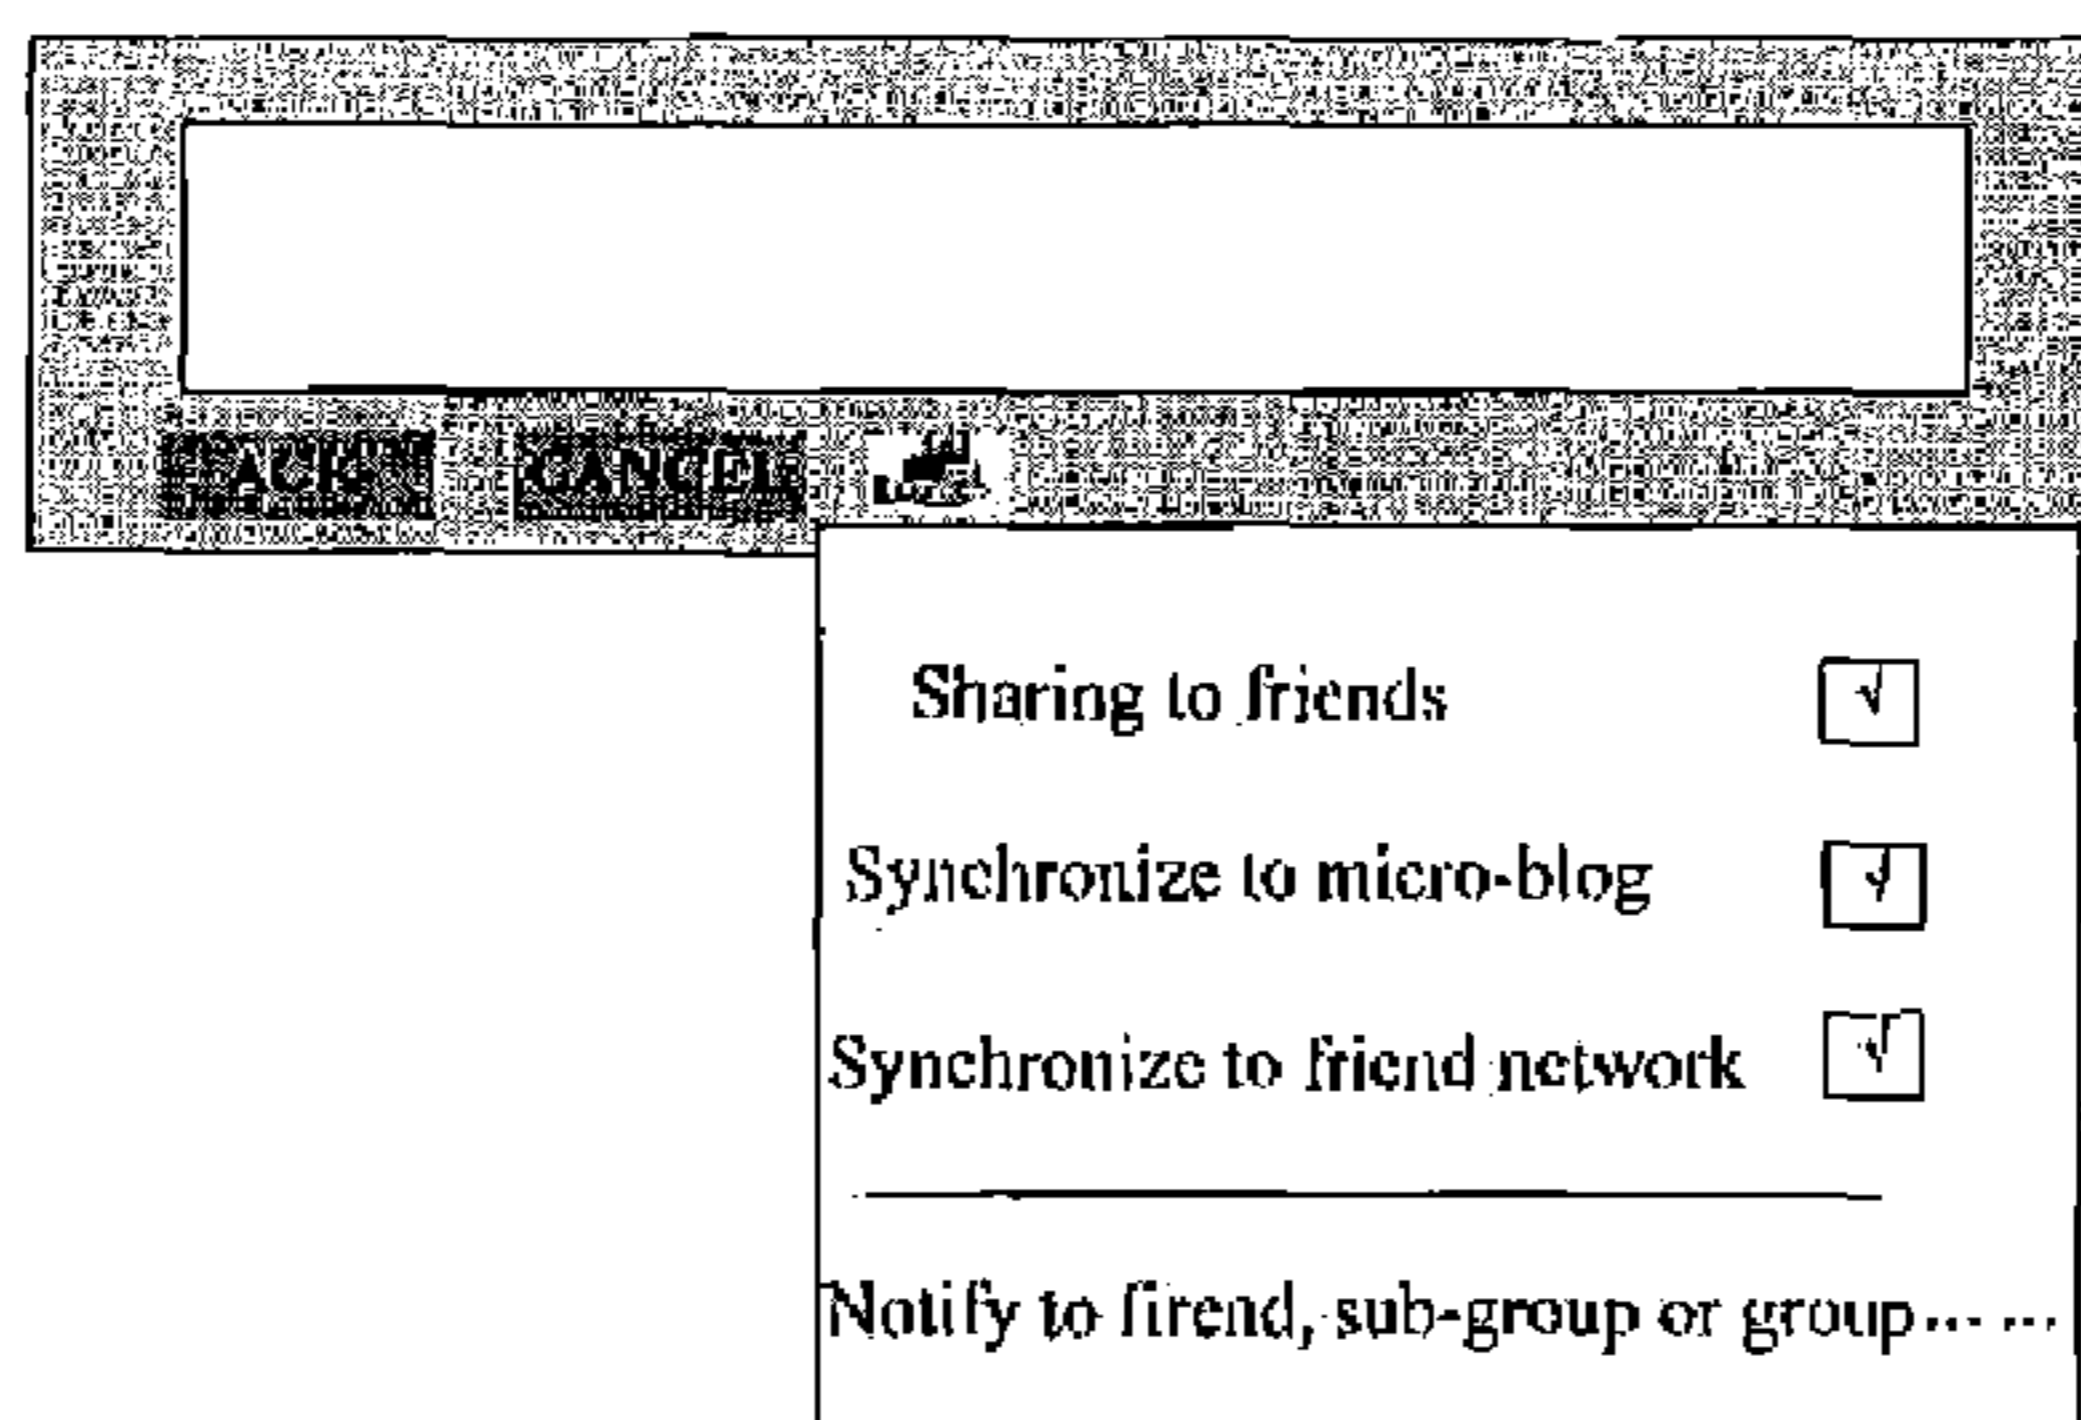 ACK
CANCEL
Sharing to friends
Synchronize to micro-blog
Synchronize to friend network
Notify to firend, sub-group or group... ...